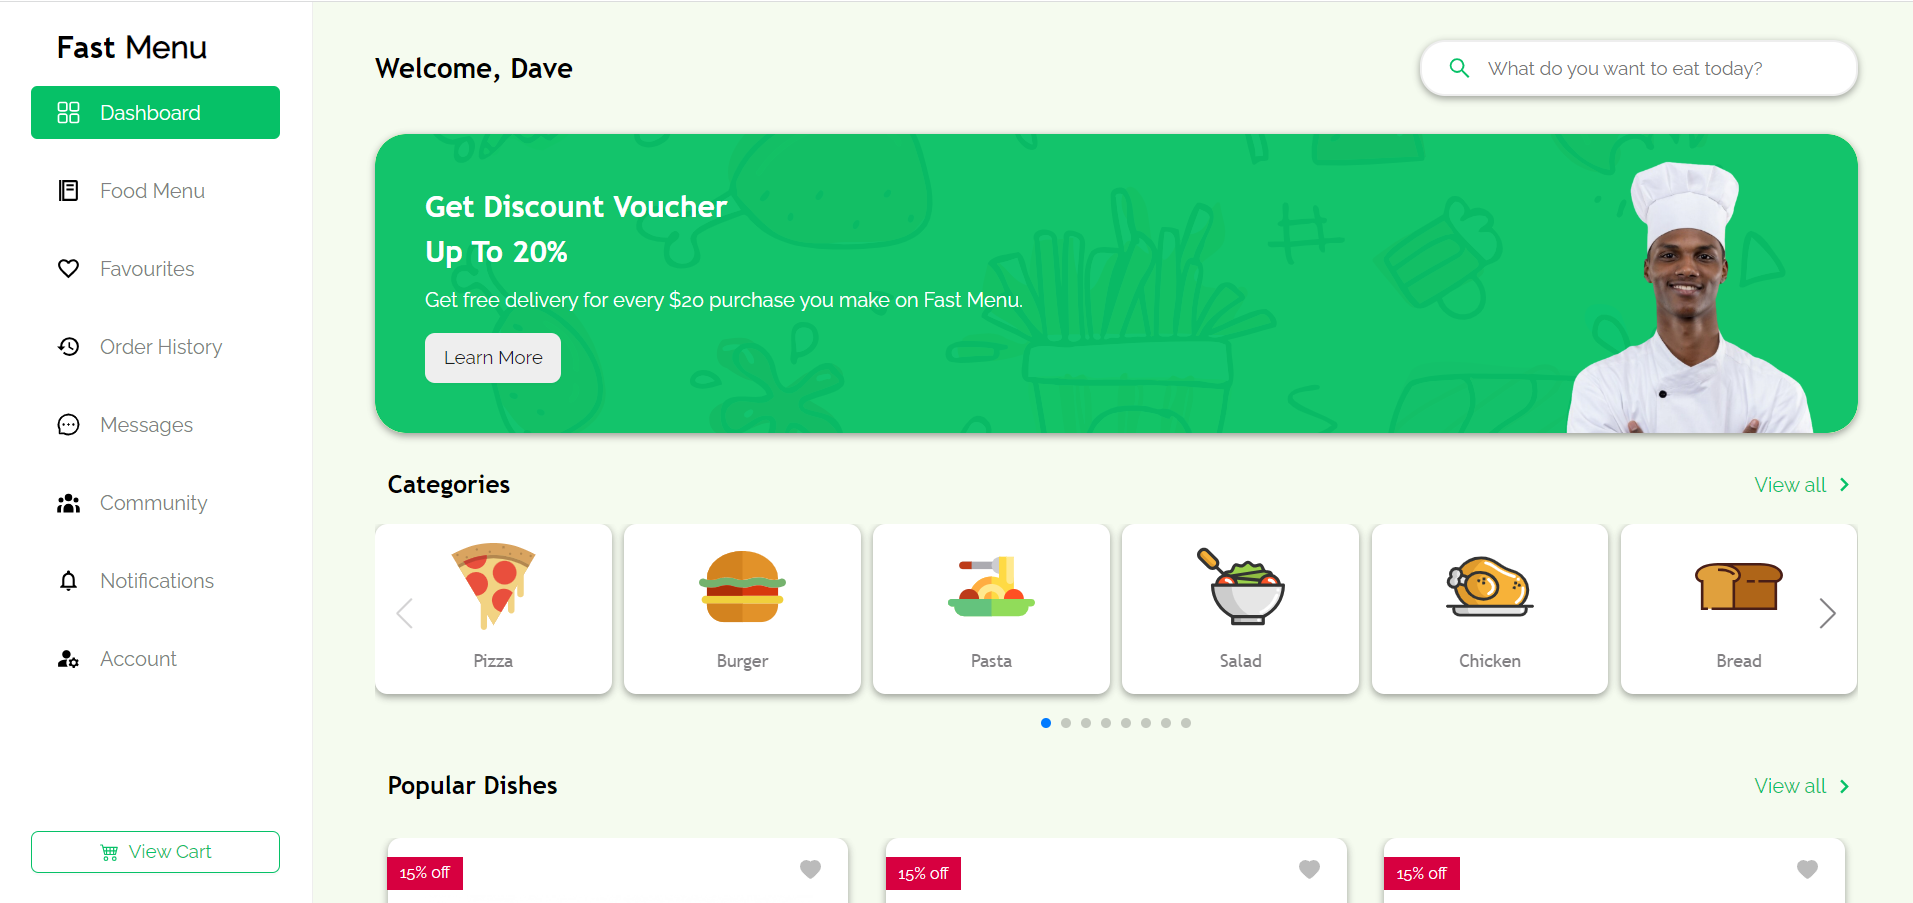 Fast Menu
Dashboard
Food Menu
Favourites
Order History
Messages
Community
Notifications
Account
View Cart
Welcome, Dave
What do you want to eat today?
Get Discount Voucher
Up To 20%
Get free delivery for every $20 purchase you make on Fast Menu.
Learn More
Categories
View all
Pizza
Burger
Pasta
Salad
Chicken
Bread
Popular Dishes
View all
15% off
15% off
15% off